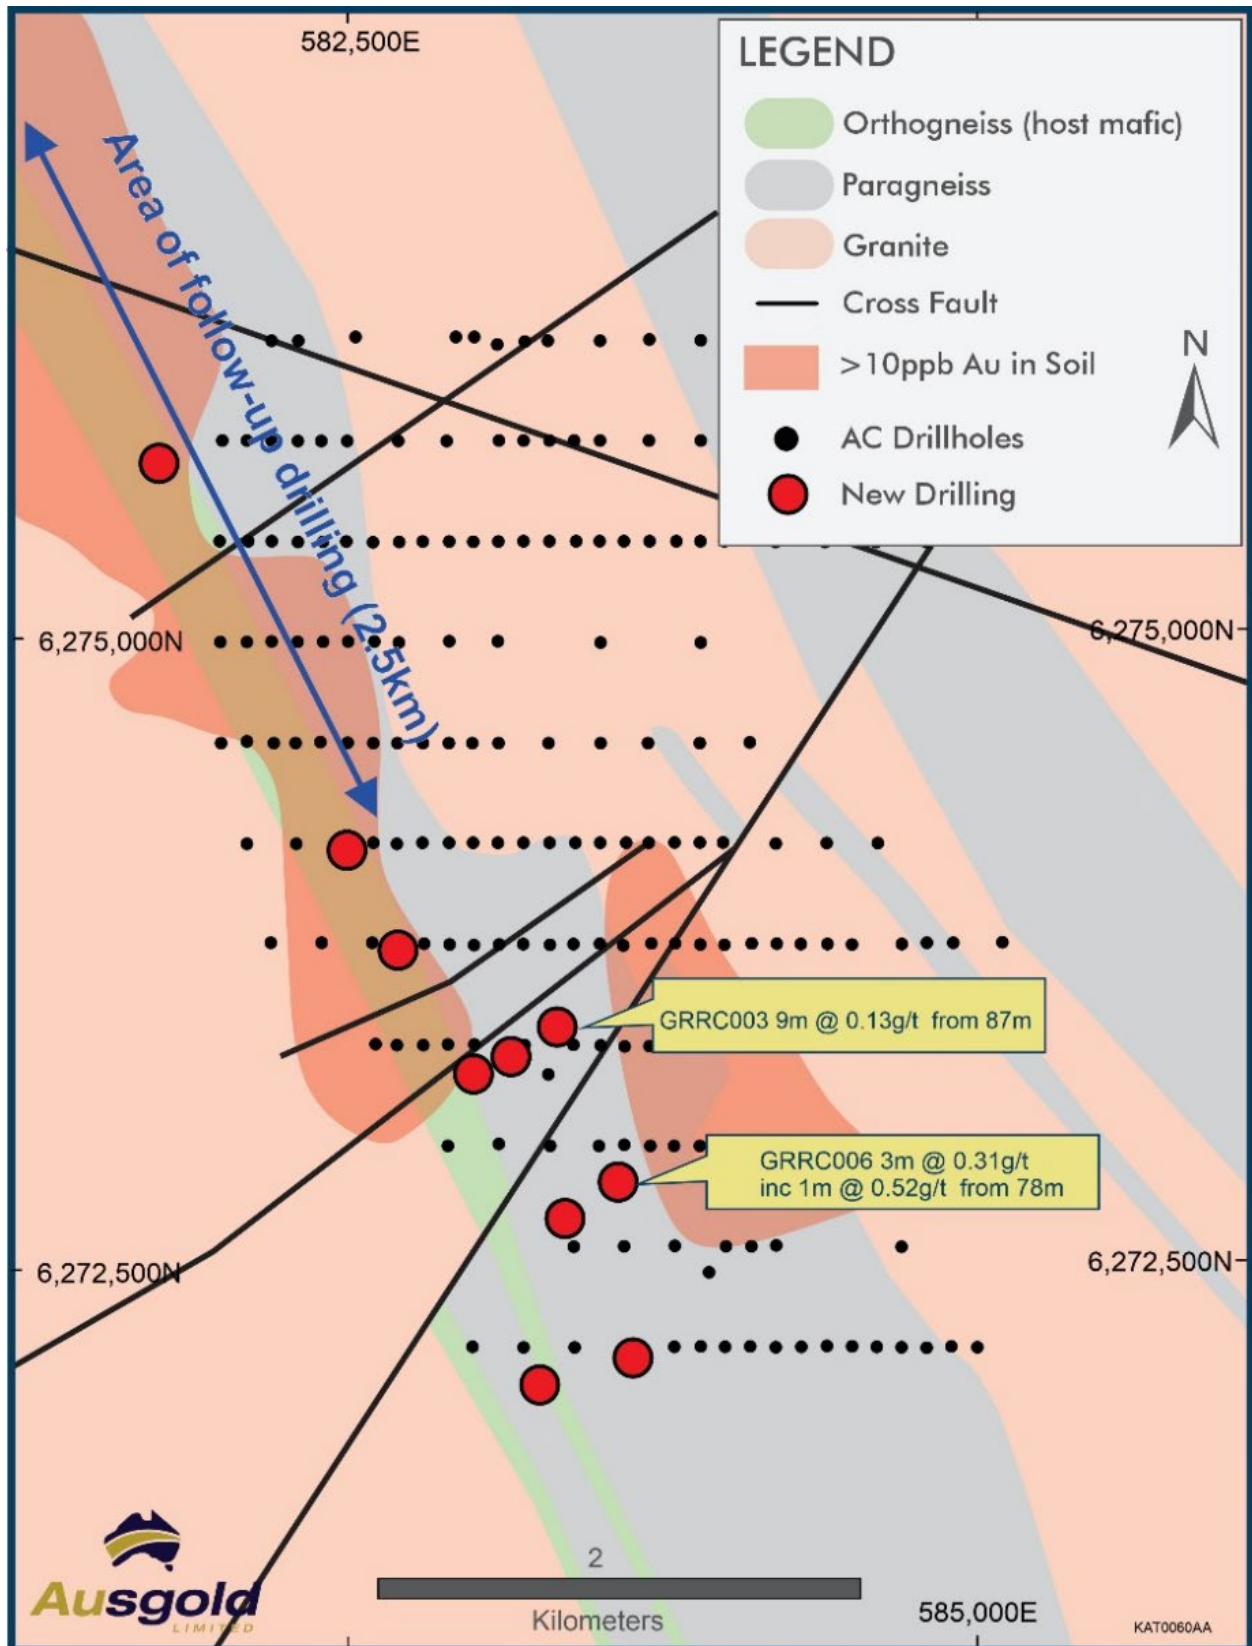 582,500E
LEGEND
Orthogneiss (host mafic)
Paragneiss
Granite
Cross Fault
>10ppb Au in Soil
N
AC Drillholes
New Drilling
Area of follow-up drilling (2.5km)
6,275,000N
6,275,000N
GRRC003 9m @ 0.13g/t from 87m
GRRC006 3m @ 0.31g/t
inc 1m @ 0.52g/t from 78m
6,272,500N
6,272,500N
Ausgold
LIMITED
2
Kilometers
585,000E
KAT0060AA